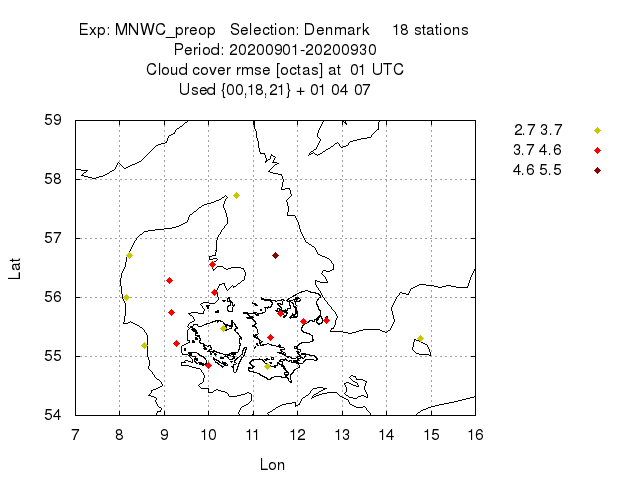 Exp: MNWC_preop   Selection: Denmark     18 stations
Period: 20200901-20200930
Cloud cover rmse [octas] at  01 UTC
Used {00,18,21} + 01 04 07
2.7 3.7
3.7 4.6
4.6 5.5
Lat
59
58
57
56
55
54
7 8 9 10 11 12 13 14 15 16
Lon